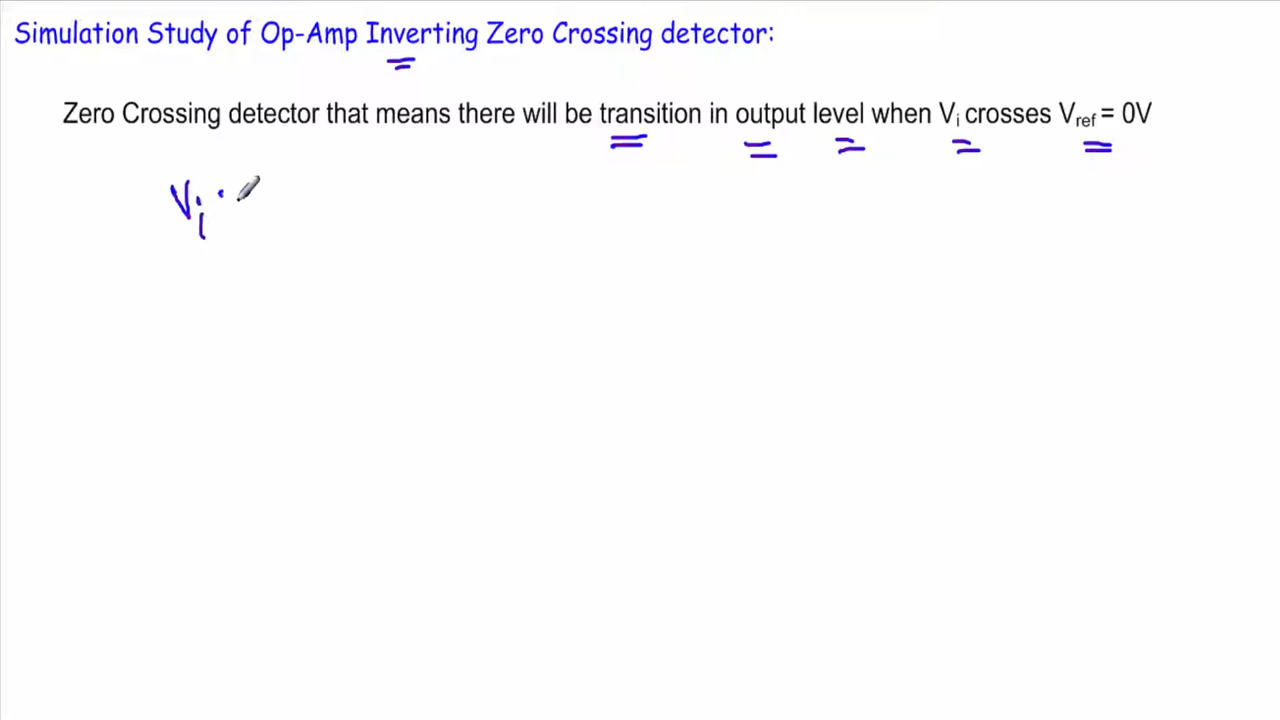 Simulation Study of Op-Amp Inverting Zero Crossing detector:
Zero Crossing detector that means there will be transition in output level when Vi crosses Vref = 0V
Vi